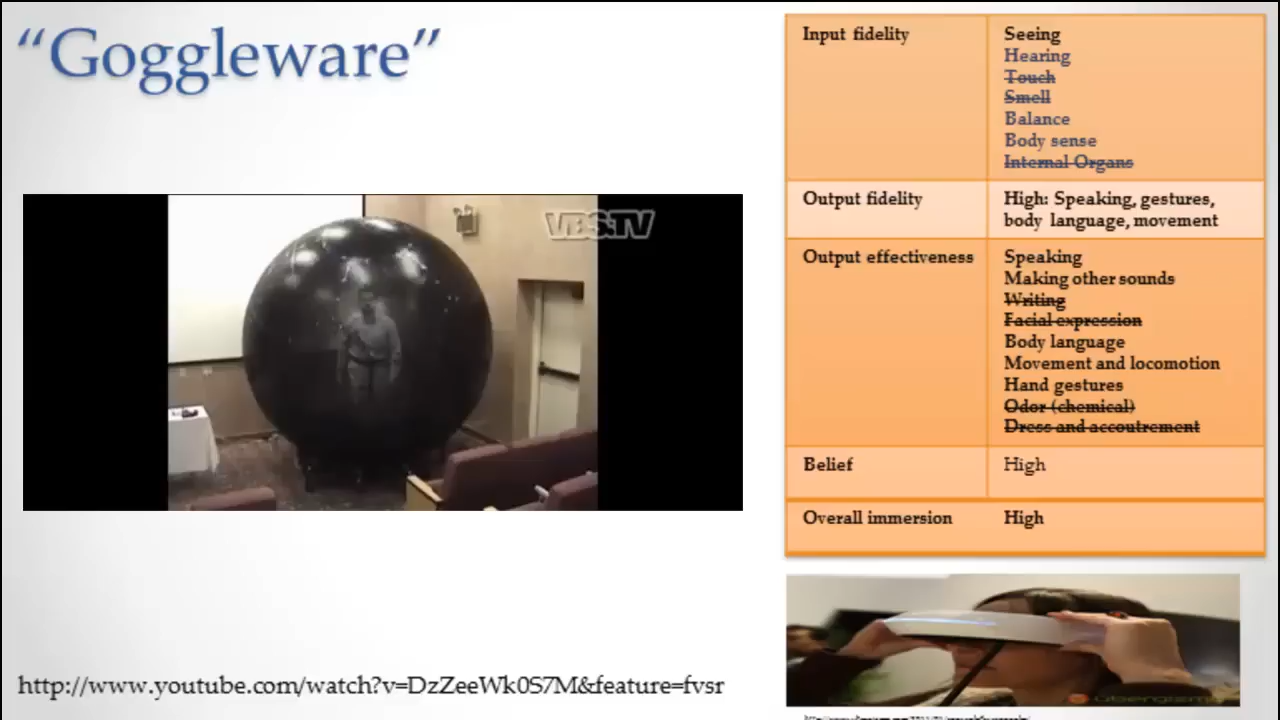 “Goggleware”
Input fidelity
Seeing
Hearing
Touch
Smell
Balance
Body sense
Internal Organs
Output fidelity
High: Speaking, gestures,
body language, movement
Output effectiveness
Speaking
Making other sounds
Writing
Facial expression
Body language
Movement and locomotion
Hand gestures
Odor (chemical)
Dress and accoutrement
Belief
High
Overall immersion
High
VBS.TV
http://www.youtube.com/watch?v=DzZeeWk0S7M&feature=fvsr